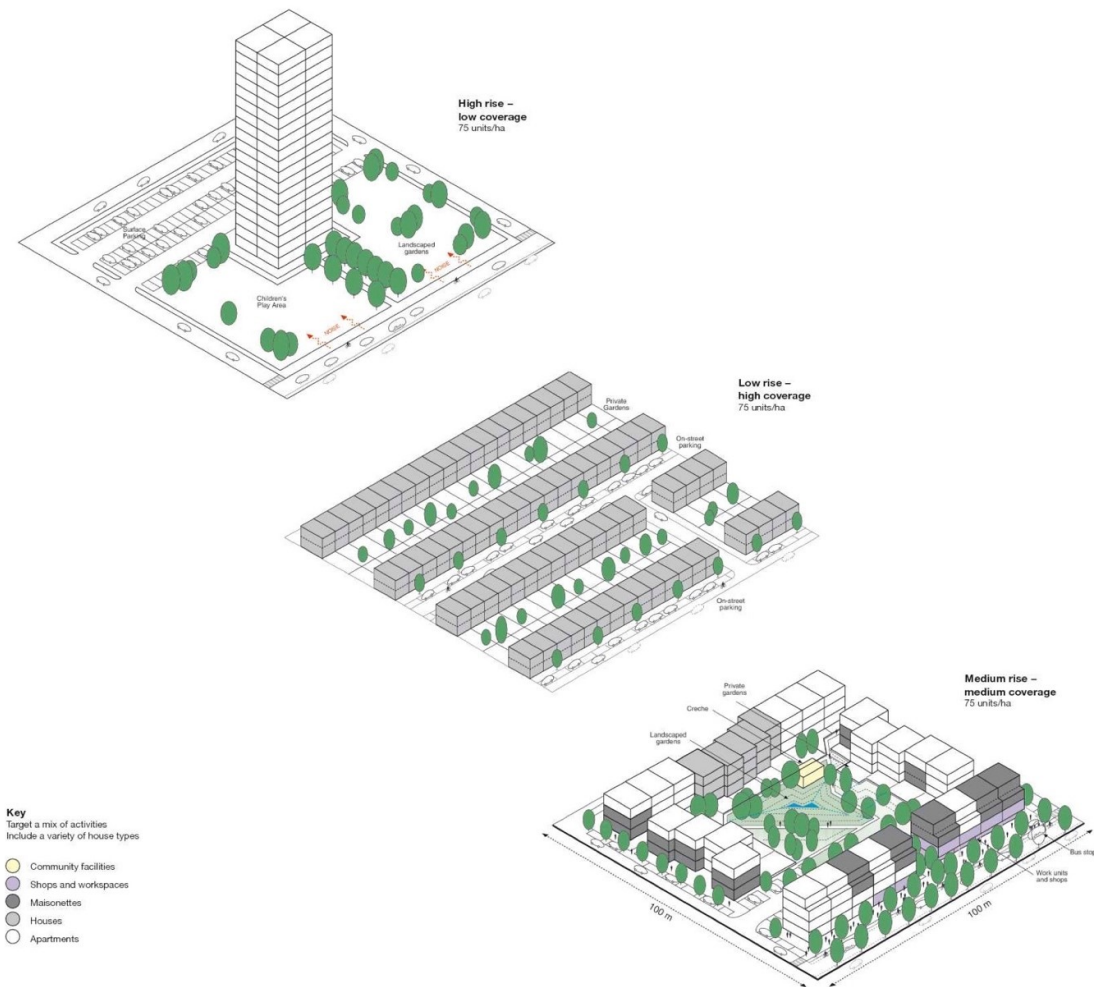 High rise –
low coverage
75 units/ha
Surface
Parking
Landscaped
gardens
NOISE
Children's
Play Area
NOISE
Low rise –
high coverage
75 units/ha
Private
Gardens
On-street
parking
On-street
parking
Medium rise –
medium coverage
75 units/ha
Private
gardens
Creche
Landscaped
gardens
Bus stop
Work units
and shops
100 m
100 m
Key
Target a mix of activities
Include a variety of house types
Community facilities
Shops and workspaces
Maisonettes
Houses
Apartments